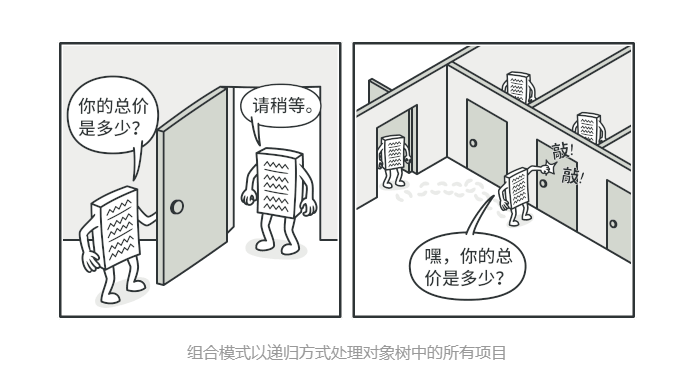 你的总价
是多少？
请稍等。
敲！
敲！
嘿，你的总
价是多少？
组合模式以递归方式处理对象树中的所有项目